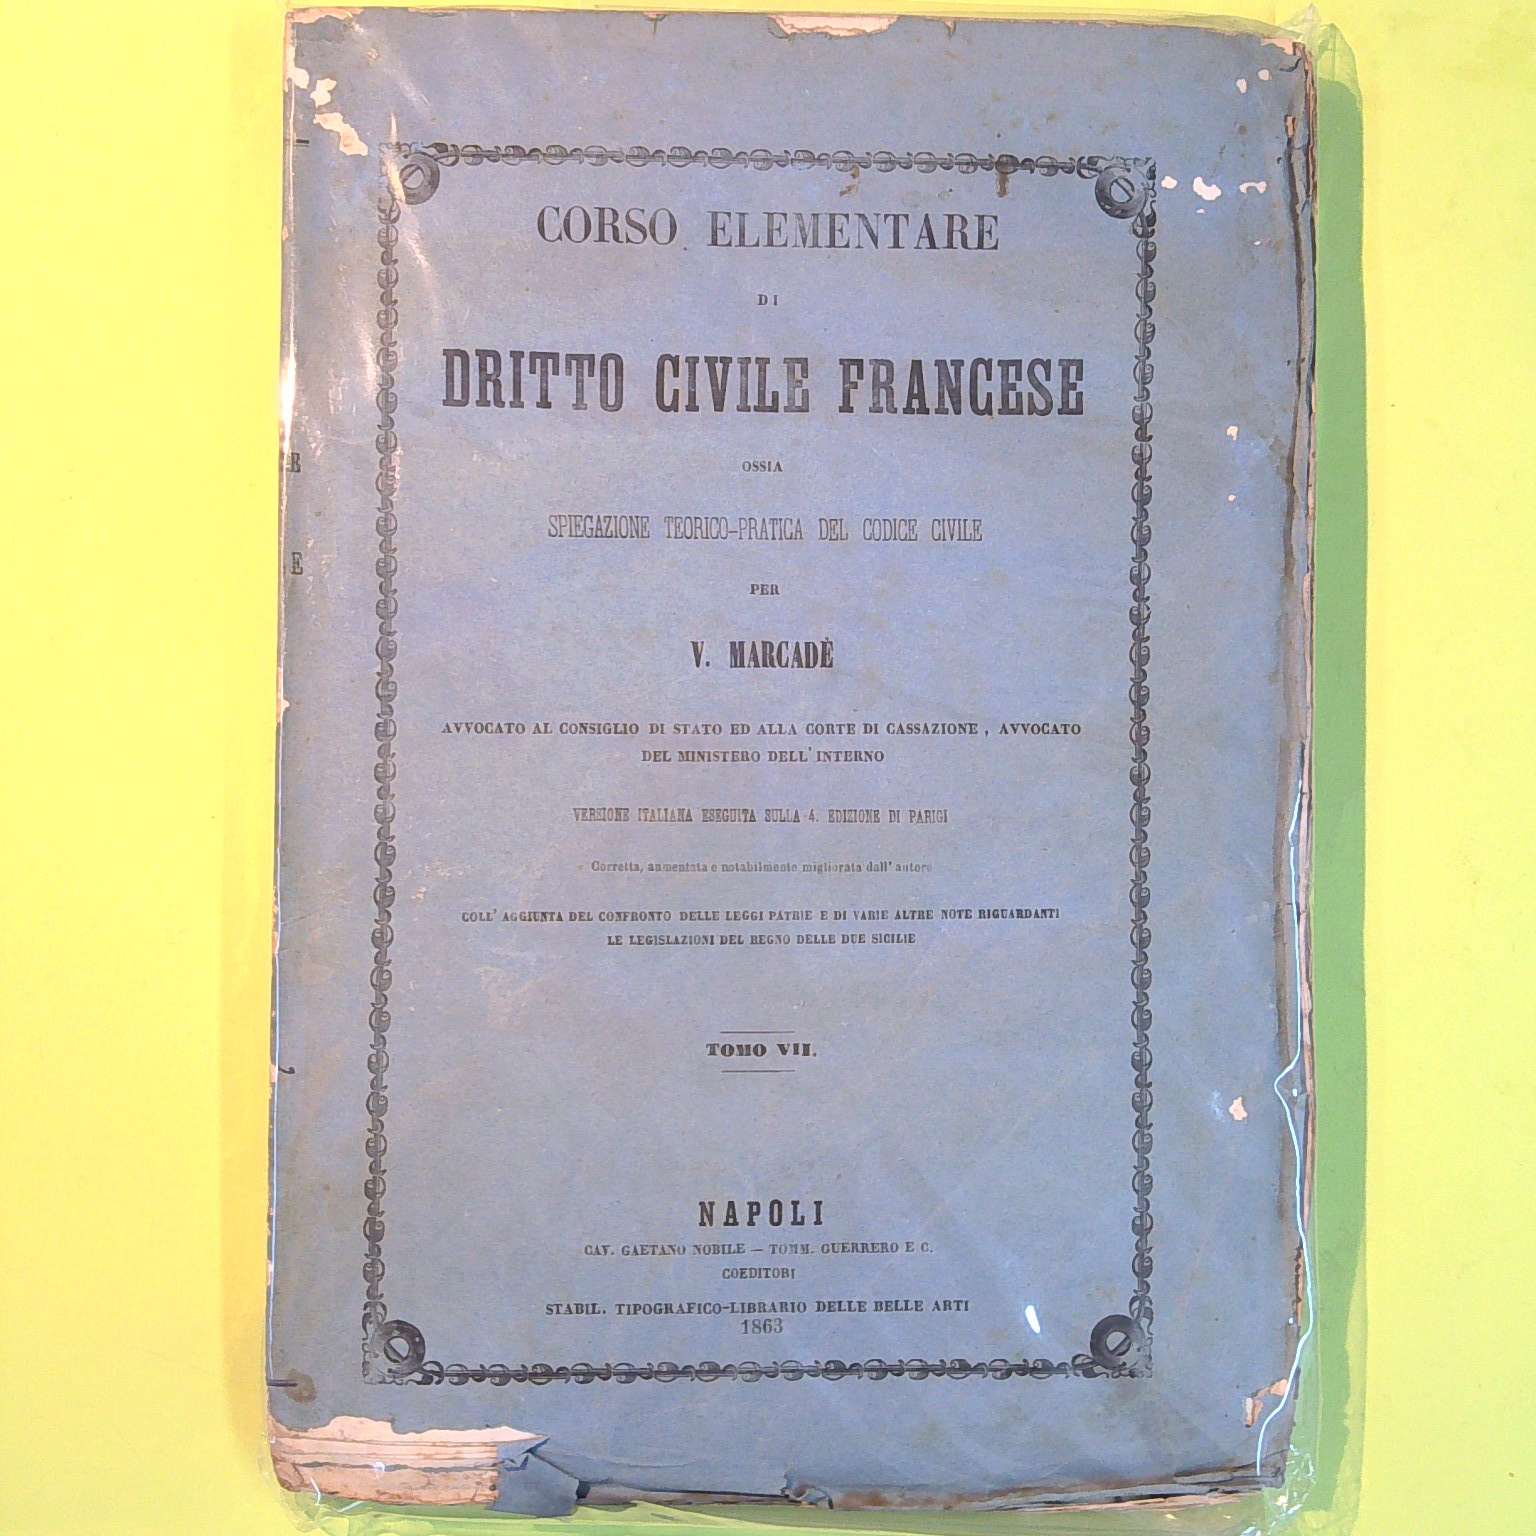 CORSO ELEMENTARE
DI
DRITTO CIVILE FRANCESE
OSSIA
SPIEGAZIONE TEORICO-PRATICA DEL CODICE CIVILE
PER
V. MARCADÈ
AVVOCATO AL CONSIGLIO DI STATO ED ALLA CORTE DI CASSAZIONE , AVVOCATO
DEL MINISTERO DELL' INTERNO
VERSIONE ITALIANA ESEGUITA SULLA 4. EDIZIONE DI PARIGI
Corretta, aumentata e notabilmente migliorata dall' autore
COLL' AGGIUNTA DEL CONFRONTO DELLE LEGGI PATRIE E DI VARIE ALTRE NOTE RIGUARDANTI
LE LEGISLAZIONI DEL REGNO DELLE DUE SICILIE
TOMO VII.
NAPOLI
CAV. GAETANO NOBILE — TOMM. GUERRERO E C.
COEDITORI
STABIL. TIPOGRAFICO-LIBRARIO DELLE BELLE ARTI
1863
E
E